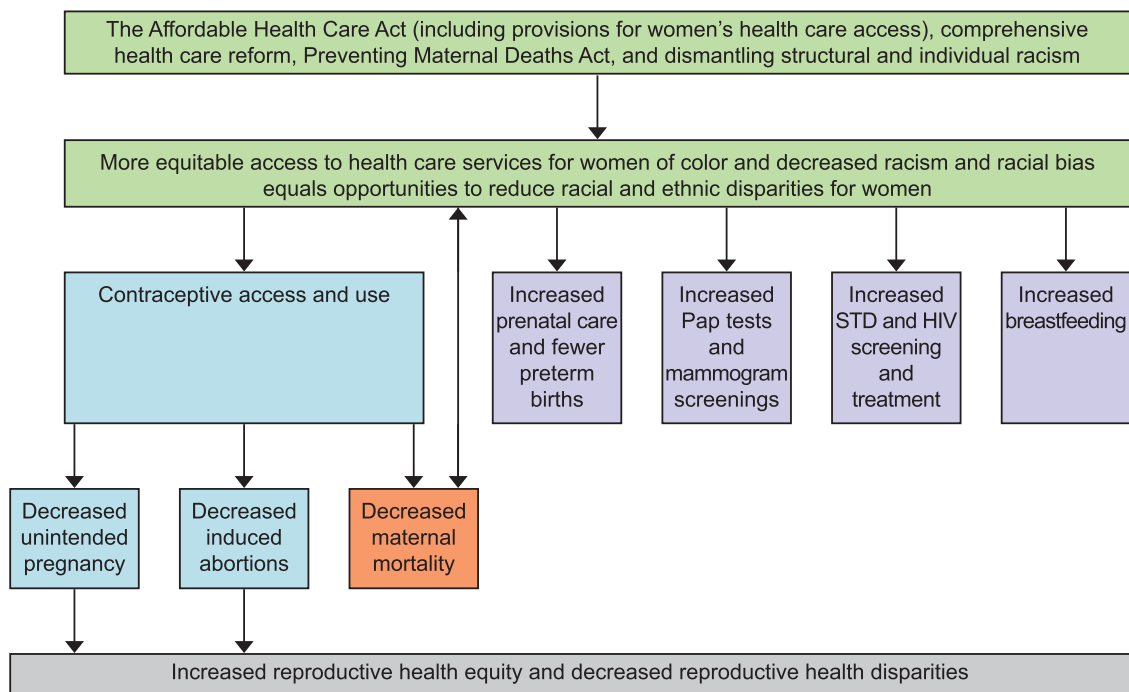 The Affordable Health Care Act (including provisions for women's health care access), comprehensive
health care reform, Preventing Maternal Deaths Act, and dismantling structural and individual racism
More equitable access to health care services for women of color and decreased racism and racial bias
equals opportunities to reduce racial and ethnic disparities for women
Contraceptive access and use
Increased
prenatal care
and fewer
preterm
births
Increased
Pap tests
and
mammogram
screenings
Increased
STD and HIV
screening
and
treatment
Increased
breastfeeding
Decreased
unintended
pregnancy
Decreased
induced
abortions
Decreased
maternal
mortality
Increased reproductive health equity and decreased reproductive health disparities